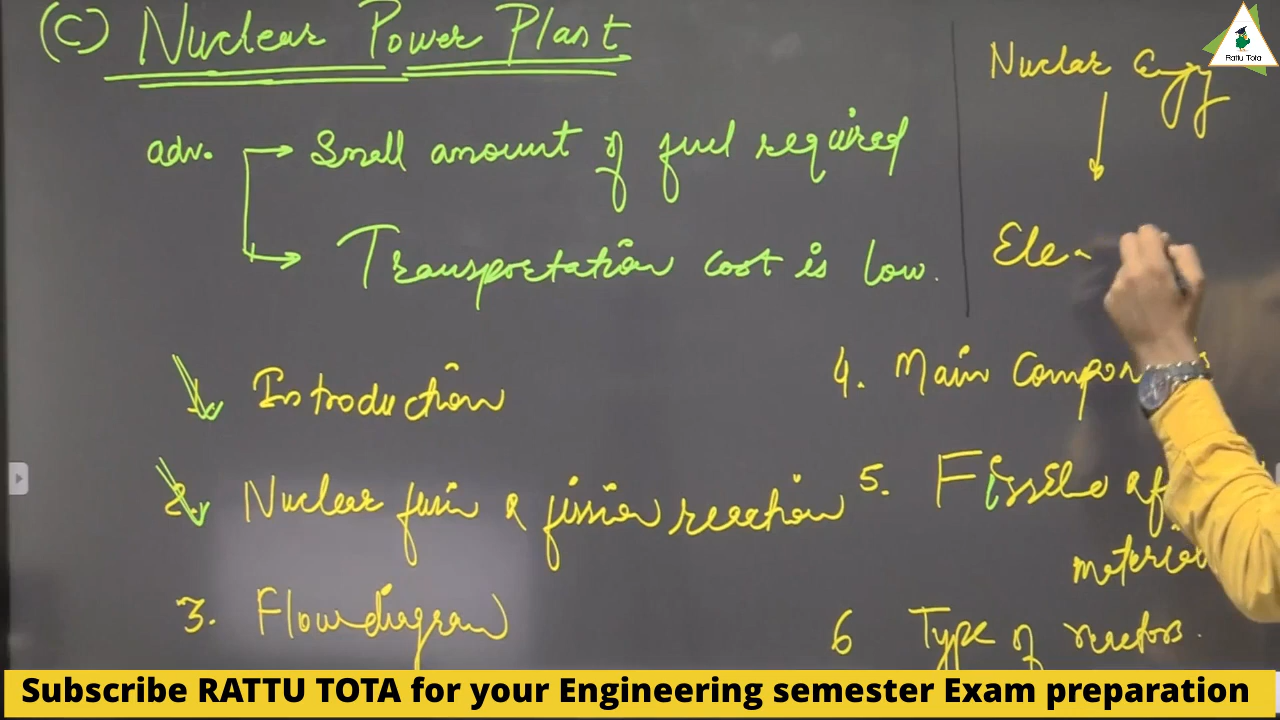 (C) Nuclear Power Plant
adv. → Small amount of fuel required
→ Transportation cost is low.
Nuclear
↓
Ele
1. Introduction
2. Nuclear fusion & fission reaction
3. Flow diagram
4. Main Compon
5. Fissile
material
6 Type of reactors.
Rattu Tota
Subscribe RATTU TOTA for your Engineering semester Exam preparation